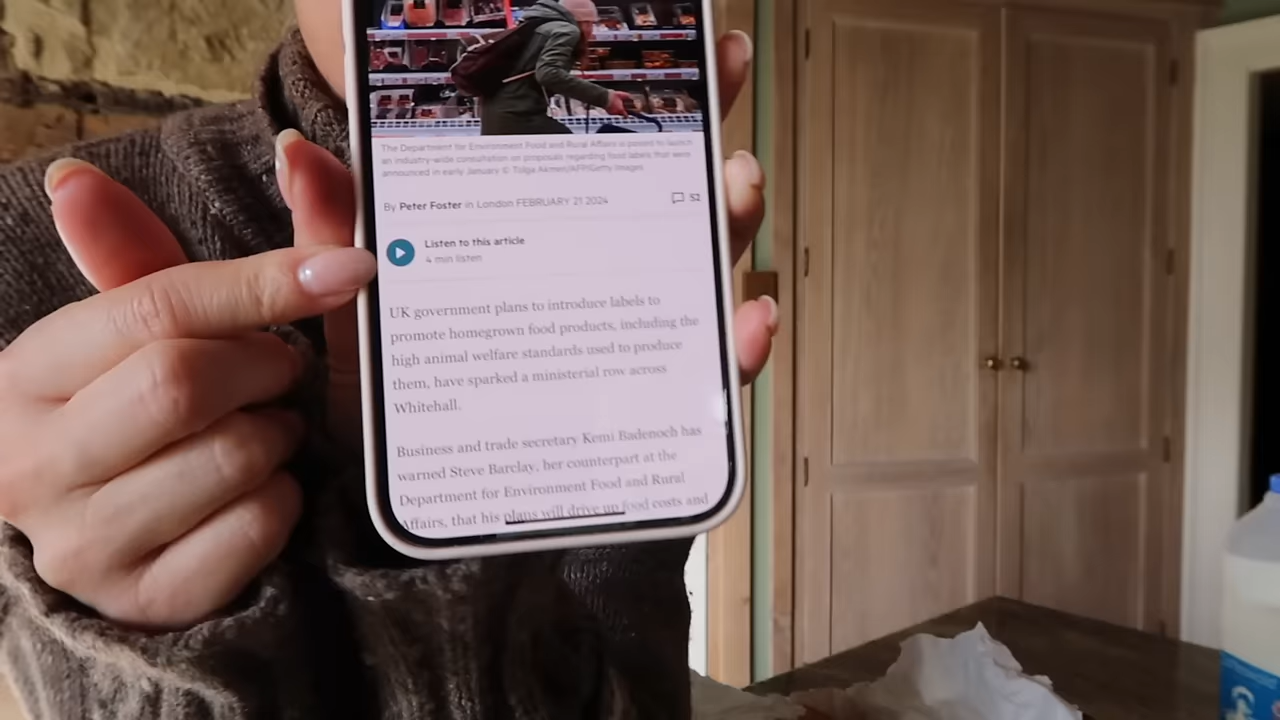 The Department for Environment Food and Rural Affairs is poised to launch
an industry-wide consultation on proposals regarding food labels that were
announced in early January © Tolga Akmen/AFP/Getty Images
By Peter Foster in London FEBRUARY 21 2024
52
Listen to this article
4 min listen
UK government plans to introduce labels to
promote homegrown food products, including the
high animal welfare standards used to produce
them, have sparked a ministerial row across
Whitehall.
Business and trade secretary Kemi Badenoch has
warned Steve Barclay, her counterpart at the
Department for Environment Food and Rural
Affairs, that his plans will drive up food costs and